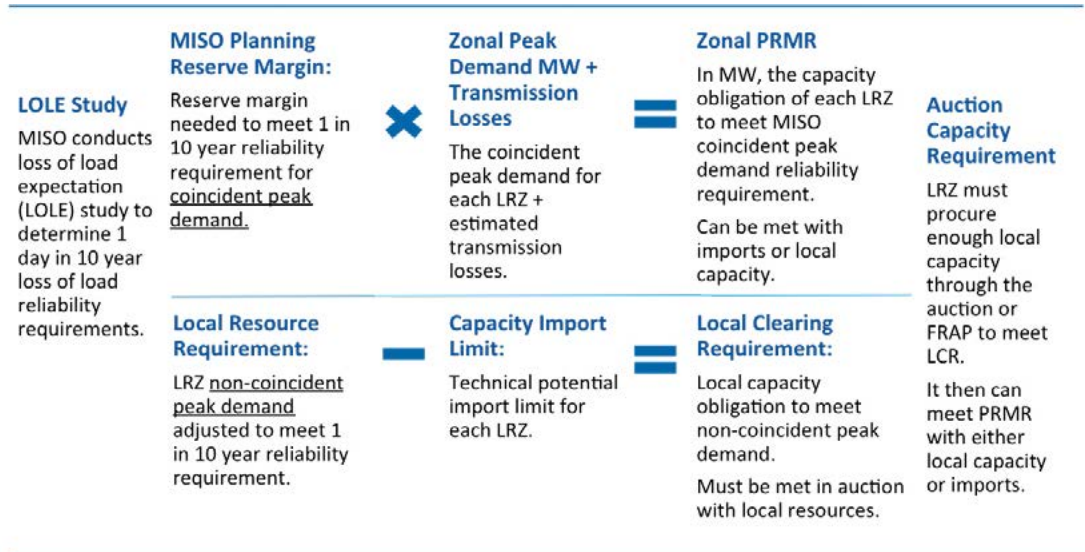 LOLE Study
MISO conducts
loss of load
expectation
(LOLE) study to
determine 1
day in 10 year
loss of load
reliability
requirements.
MISO Planning
Reserve Margin:
Reserve margin
needed to meet 1 in
10 year reliability
requirement for
coincident peak
demand.
Zonal Peak
Demand MW +
Transmission
Losses
The coincident
peak demand for
each LRZ +
estimated
transmission
losses.
Zonal PRMR
In MW, the capacity
obligation of each LRZ
to meet MISO
coincident peak
demand reliability
requirement.
Can be met with
imports or local
capacity.
Local Resource
Requirement:
LRZ non-coincident
peak demand
adjusted to meet 1
in 10 year reliability
requirement.
Capacity Import
Limit:
Technical potential
import limit for
each LRZ.
Local Clearing
Requirement:
Local capacity
obligation to meet
non-coincident peak
demand.
Must be met in auction
with local resources.
Auction
Capacity
Requirement
LRZ must
procure
enough local
capacity
through the
auction or
FRAP to meet
LCR.
It then can
meet PRMR
with either
local capacity
or imports.